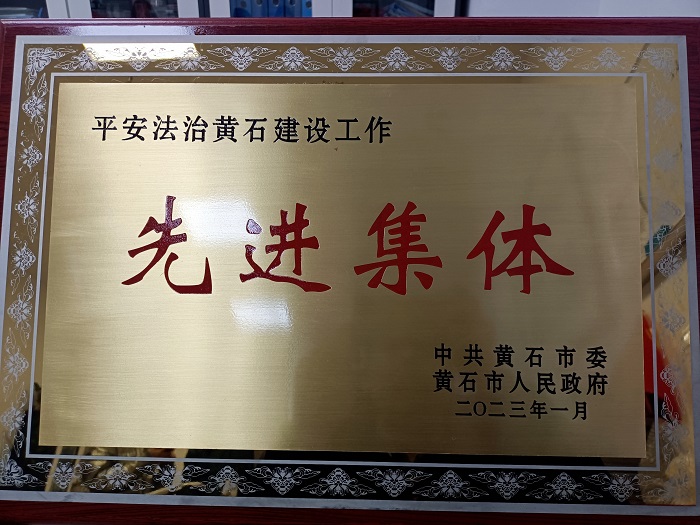 平安法治黄石建设工作
先进集体
中共黄石市委
黄石市人民政府
二〇二三年一月